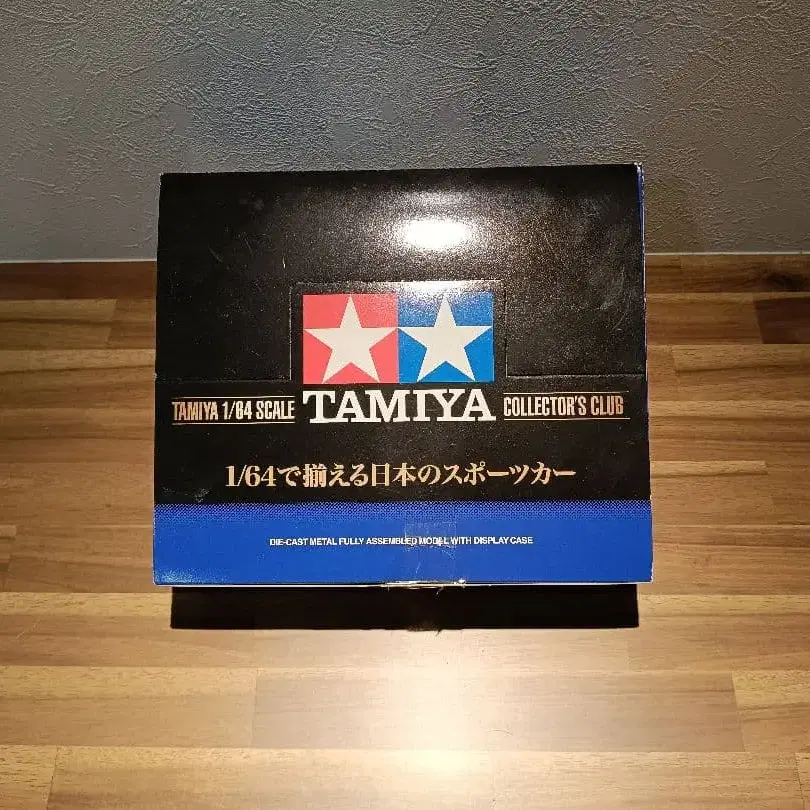 TAMIYA 1/64 SCALE TAMIYA COLLECTOR'S CLUB
1/64で揃える日本のスポーツカー
DIE-CAST METAL FULLY ASSEMBLED MODEL WITH DISPLAY CASE